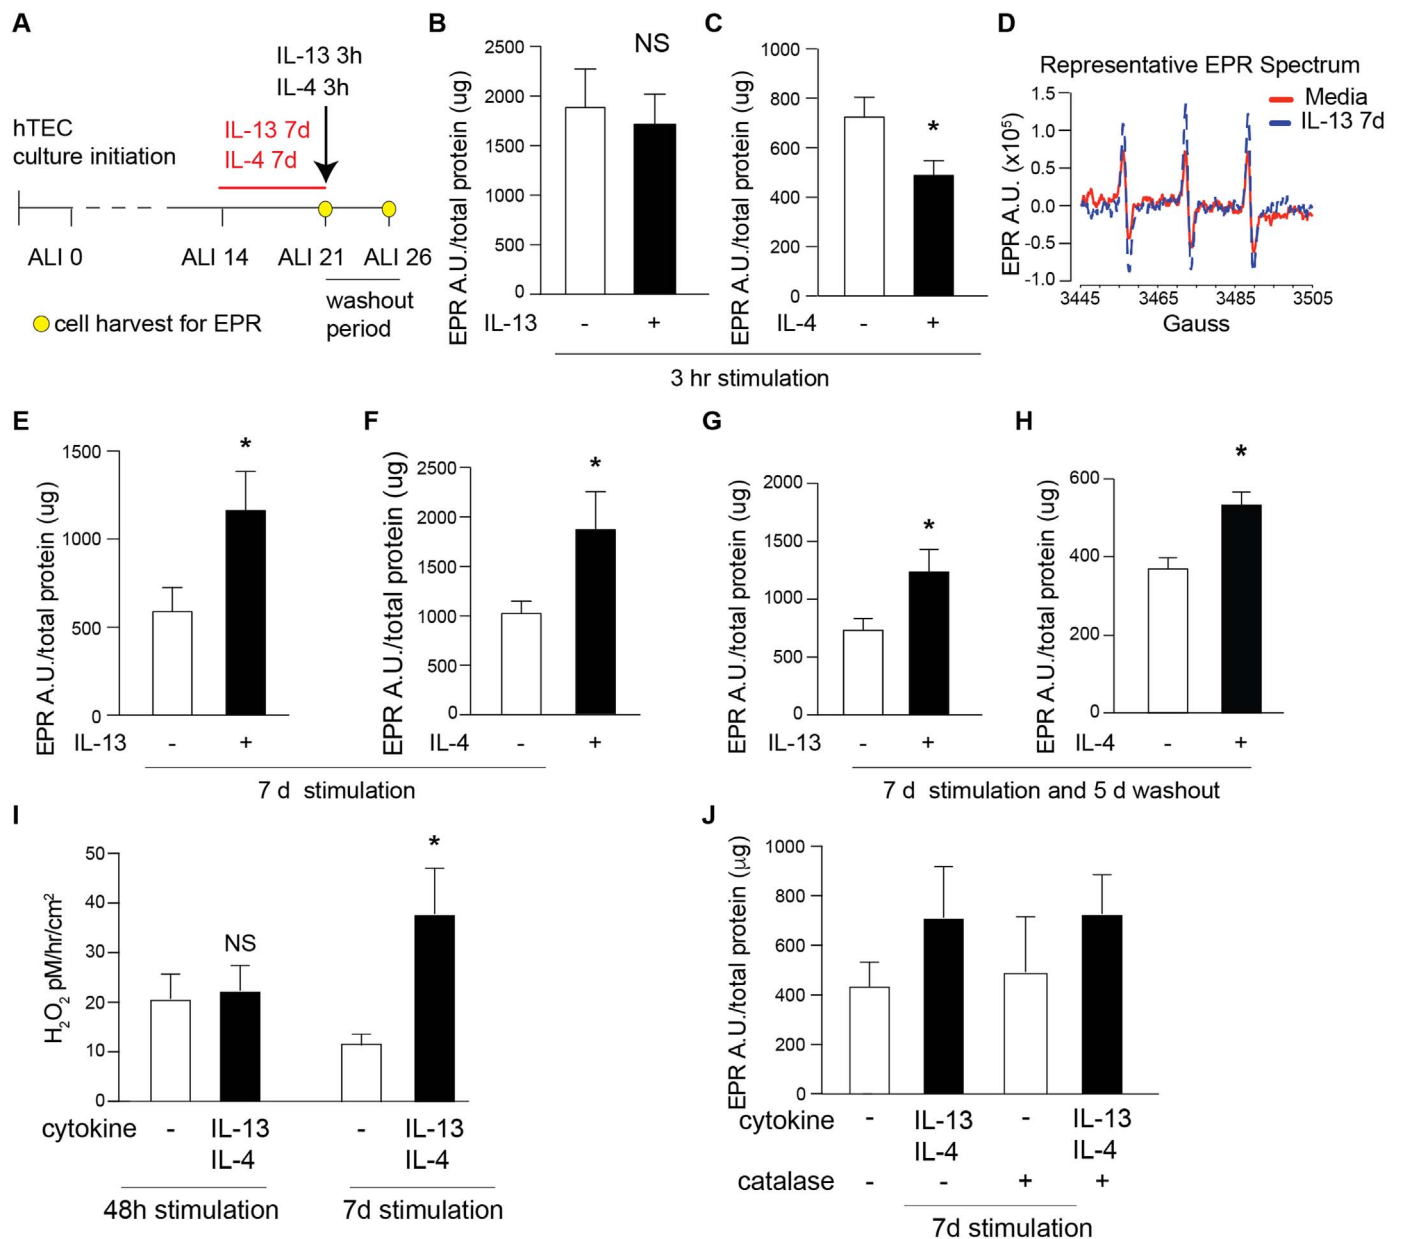 A
IL-13 3h
IL-4 3h
IL-13 7d
IL-4 7d
hTEC
culture initiation
ALI 0
ALI 14
ALI 21
ALI 26
washout
period
cell harvest for EPR
B
EPR A.U./total protein (ug)
2500
2000
1500
1000
500
0
NS
IL-13
- +
C
EPR A.U./total protein (ug)
1000
800
600
400
200
0
*
IL-4
- +
3 hr stimulation
D
Representative EPR Spectrum
Media
IL-13 7d
EPR A.U. (x10⁵)
1.5
1.0
0.5
0.0
-0.5
-1.0
3445 3465 3485 3505
Gauss
E
EPR A.U./total protein (ug)
1500
1000
500
0
*
IL-13
- +
F
EPR A.U./total protein (ug)
2500
2000
1500
1000
500
0
*
IL-4
- +
7 d stimulation
G
EPR A.U./total protein (ug)
2000
1500
1000
500
0
*
IL-13
- +
H
EPR A.U./total protein (ug)
600
400
200
0
*
IL-4
- +
7 d stimulation and 5 d washout
I
H₂O₂ pM/hr/cm²
50
40
30
20
10
0
NS
*
cytokine - IL-13 - IL-13
IL-4 IL-4
48h stimulation
7d stimulation
J
EPR A.U./total protein (μg)
1000
800
600
400
200
0
cytokine - IL-13 - IL-13
IL-4 IL-4
catalase - - + +
7d stimulation